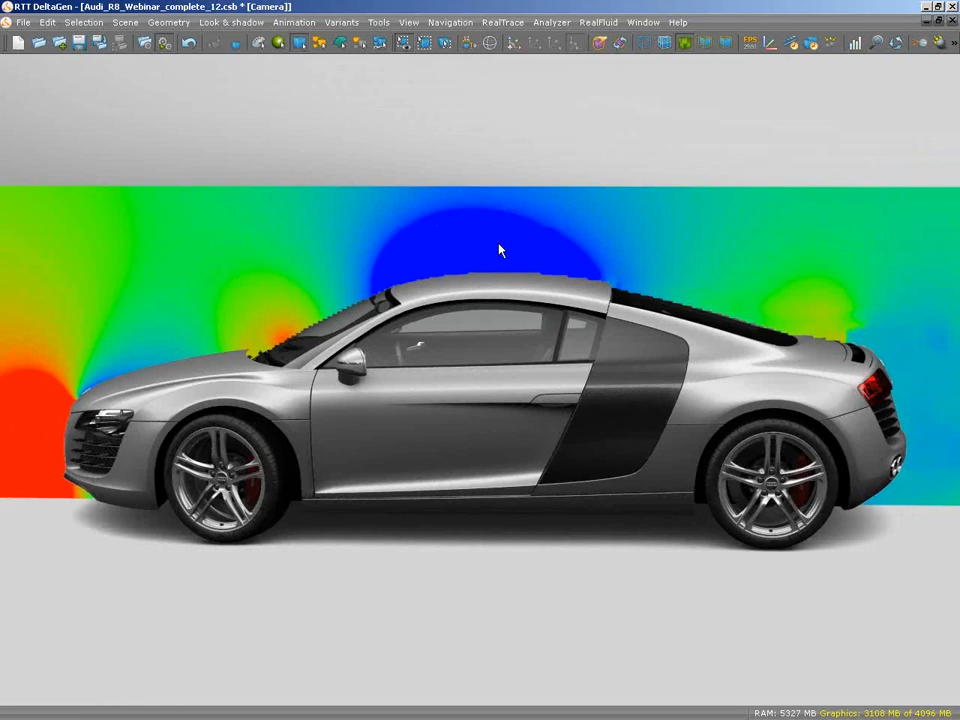 RTT DeltaGen - [Audi_R8_Webinar_complete_12.csb * [Camera]]
File Edit Selection Scene Geometry Look & shadow Animation Variants Tools View Navigation RealTrace Analyzer RealFluid Window Help
FPS
RAM: 5327 MB Graphics: 3108 MB of 4096 MB